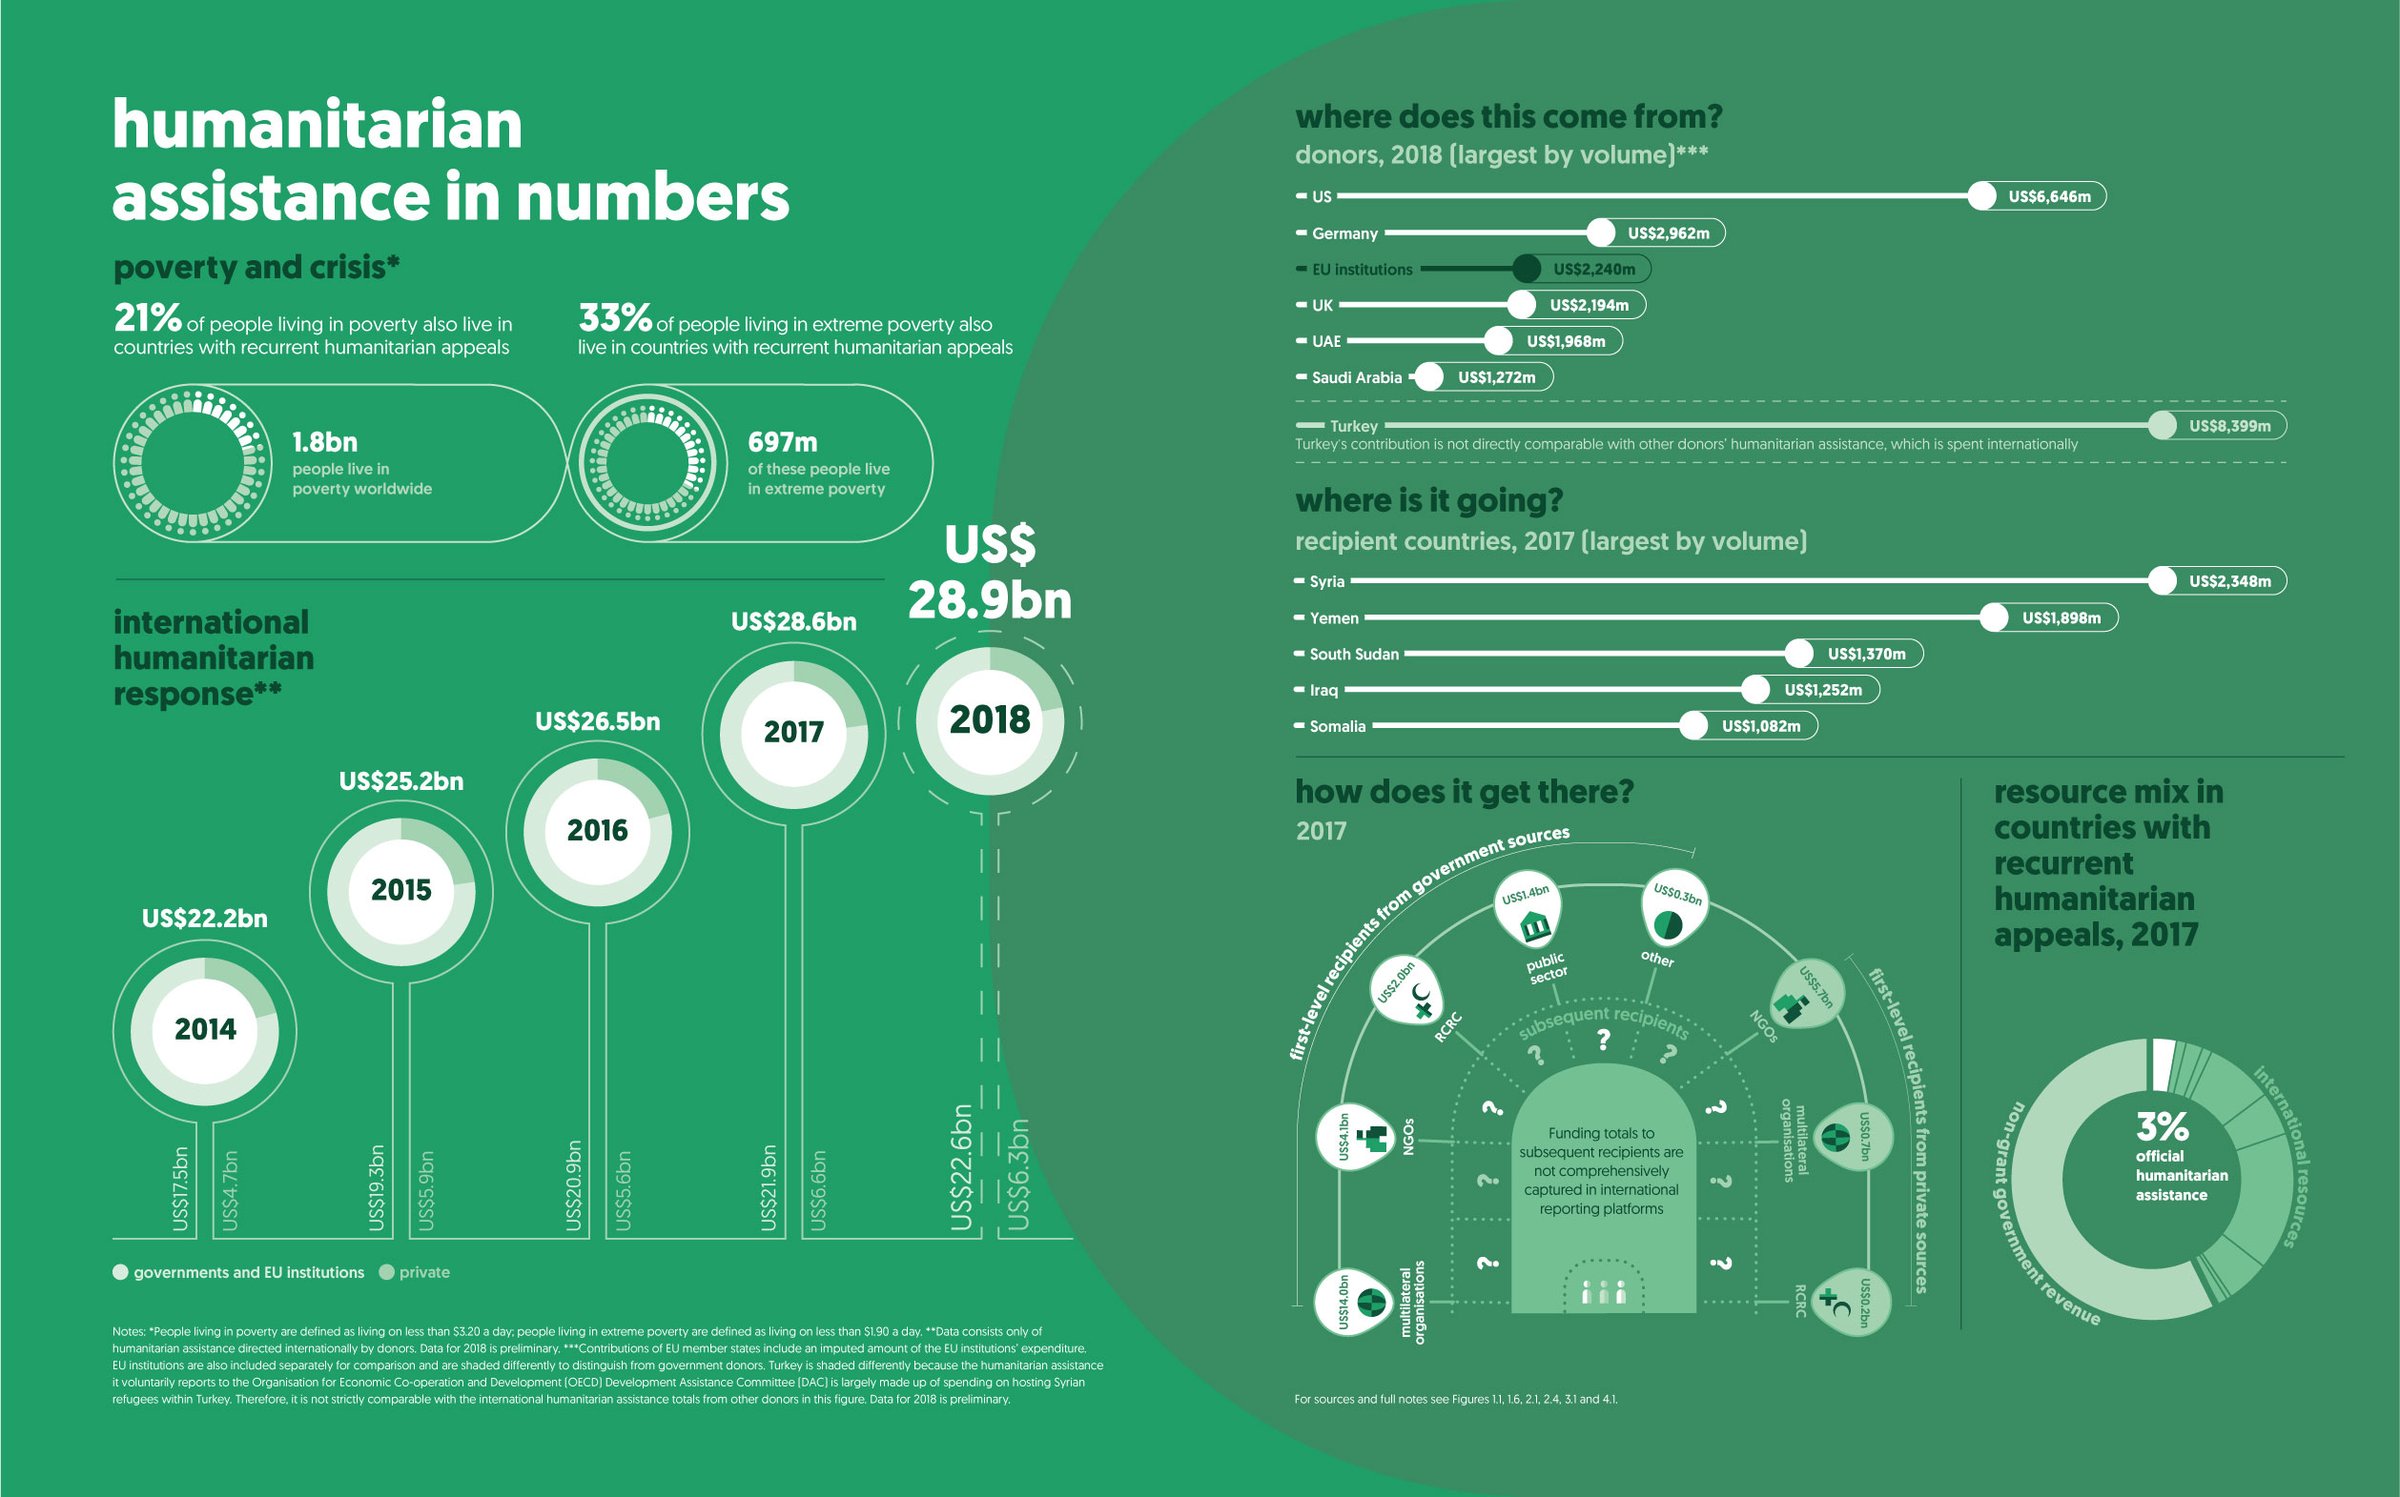 humanitarian
assistance in numbers
poverty and crisis*
21% of people living in poverty also live in
countries with recurrent humanitarian appeals
33% of people living in extreme poverty also
live in countries with recurrent humanitarian appeals
1.8bn
people live in
poverty worldwide
697m
of these people live
in extreme poverty
international
humanitarian
response**
US$22.2bn
2014
US$17.5bn
US$4.7bn
US$25.2bn
2015
US$19.3bn
US$5.9bn
US$26.5bn
2016
US$20.9bn
US$5.6bn
US$28.6bn
2017
US$21.9bn
US$6.6bn
US$
28.9bn
2018
US$22.6bn
US$6.3bn
governments and EU institutions
private
Notes: *People living in poverty are defined as living on less than $3.20 a day; people living in extreme poverty are defined as living on less than $1.90 a day. **Data consists only of
humanitarian assistance directed internationally by donors. Data for 2018 is preliminary. ***Contributions of EU member states include an imputed amount of the EU institutions' expenditure.
EU institutions are also included separately for comparison and are shaded differently to distinguish from government donors. Turkey is shaded differently because the humanitarian assistance
it voluntarily reports to the Organisation for Economic Co-operation and Development (OECD) Development Assistance Committee (DAC) is largely made up of spending on hosting Syrian
refugees within Turkey. Therefore, it is not strictly comparable with the international humanitarian assistance totals from other donors in this figure. Data for 2018 is preliminary.
where does this come from?
donors, 2018 (largest by volume)***
US US$6,646m
Germany US$2,962m
EU institutions US$2,240m
UK US$2,194m
UAE US$1,968m
Saudi Arabia US$1,272m
Turkey US$8,399m
Turkey's contribution is not directly comparable with other donors' humanitarian assistance, which is spent internationally
where is it going?
recipient countries, 2017 (largest by volume)
Syria US$2,348m
Yemen US$1,898m
South Sudan US$1,370m
Iraq US$1,252m
Somalia US$1,082m
how does it get there?
2017
first-level recipients from government sources
US$14.0bn
multilateral
organisations
US$4.1bn
NGOs
US$2.0bn
RCRC
US$1.4bn
public
sector
US$0.3bn
other
first-level recipients from private sources
US$5.7bn
NGOs
US$0.7bn
multilateral
organisations
US$0.2bn
RCRC
subsequent recipients
? ? ?
? ?
? ?
? ?
Funding totals to
subsequent recipients are
not comprehensively
captured in international
reporting platforms
resource mix in
countries with
recurrent
humanitarian
appeals, 2017
3%
official
humanitarian
assistance
international resources
non-grant government revenue
For sources and full notes see Figures 1.1, 1.6, 2.1, 2.4, 3.1 and 4.1.